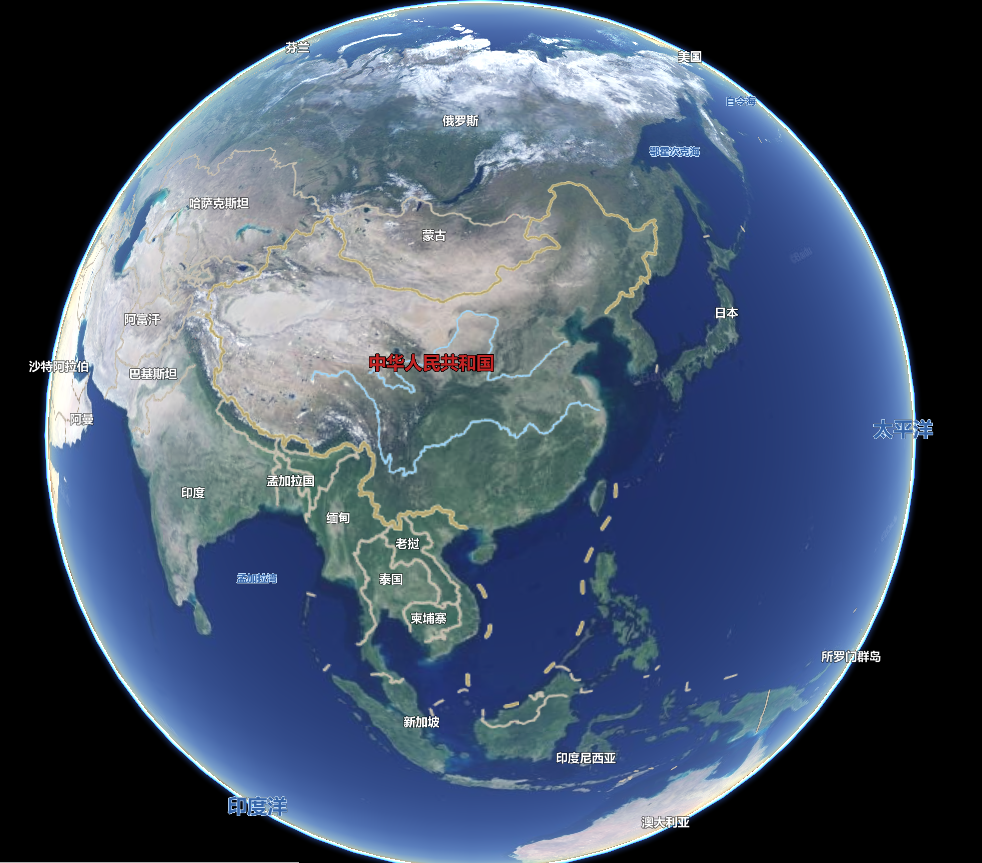 芬兰
美国
白令海
俄罗斯
鄂霍次克海
哈萨克斯坦
蒙古
日本
阿富汗
中华人民共和国
沙特阿拉伯
巴基斯坦
阿曼
太平洋
孟加拉国
印度
缅甸
老挝
孟加拉湾
泰国
柬埔寨
所罗门群岛
新加坡
印度尼西亚
印度洋
澳大利亚